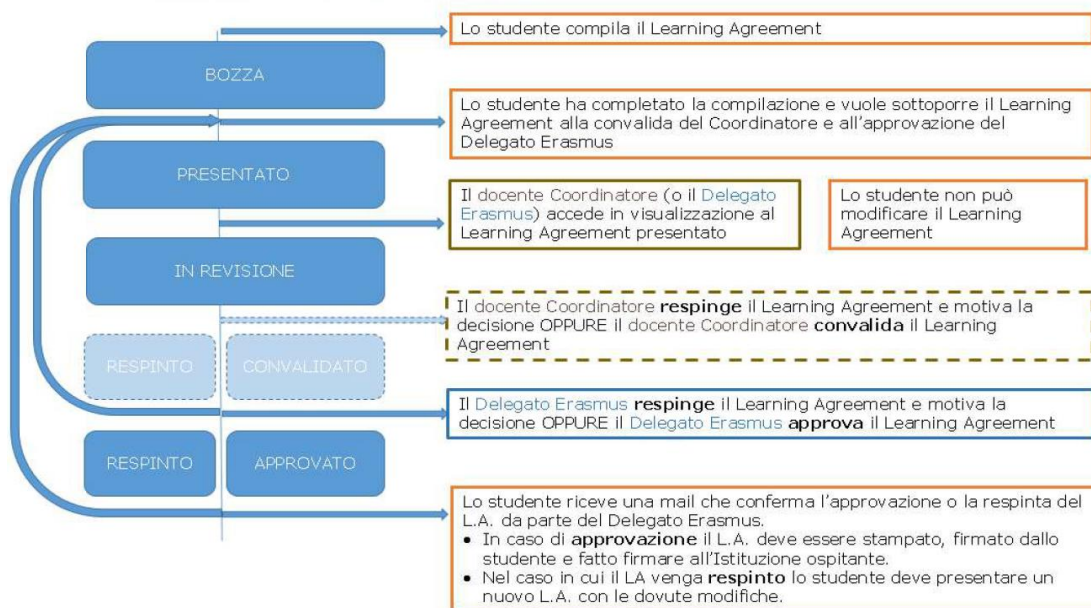 Lo studente compila il Learning Agreement
BOZZA
Lo studente ha completato la compilazione e vuole sottoporre il Learning
Agreement alla convalida del Coordinatore e all'approvazione del
Delegato Erasmus
PRESENTATO
Il docente Coordinatore (o il Delegato
Erasmus) accede in visualizzazione al
Learning Agreement presentato
Lo studente non può
modificare il Learning
Agreement
IN REVISIONE
Il docente Coordinatore respinge il Learning Agreement e motiva la
decisione OPPURE il docente Coordinatore convalida il Learning
Agreement
RESPINTO
CONVALIDATO
Il Delegato Erasmus respinge il Learning Agreement e motiva la
decisione OPPURE il Delegato Erasmus approva il Learning Agreement
RESPINTO
APPROVATO
Lo studente riceve una mail che conferma l'approvazione o la respinta del
L.A. da parte del Delegato Erasmus.
• In caso di approvazione il L.A. deve essere stampato, firmato dallo
studente e fatto firmare all'Istituzione ospitante.
• Nel caso in cui il LA venga respinto lo studente deve presentare un
nuovo L.A. con le dovute modifiche.